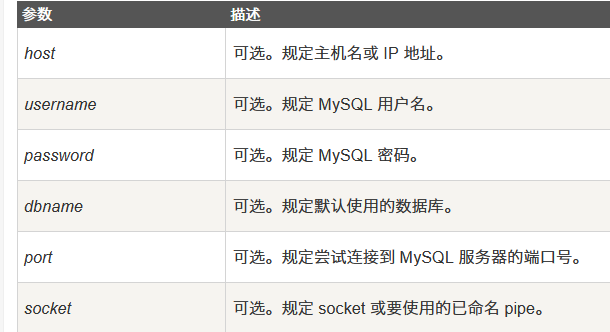 参数 描述
host 可选。规定主机名或 IP 地址。
username 可选。规定 MySQL 用户名。
password 可选。规定 MySQL 密码。
dbname 可选。规定默认使用的数据库。
port 可选。规定尝试连接到 MySQL 服务器的端口号。
socket 可选。规定 socket 或要使用的已命名 pipe。